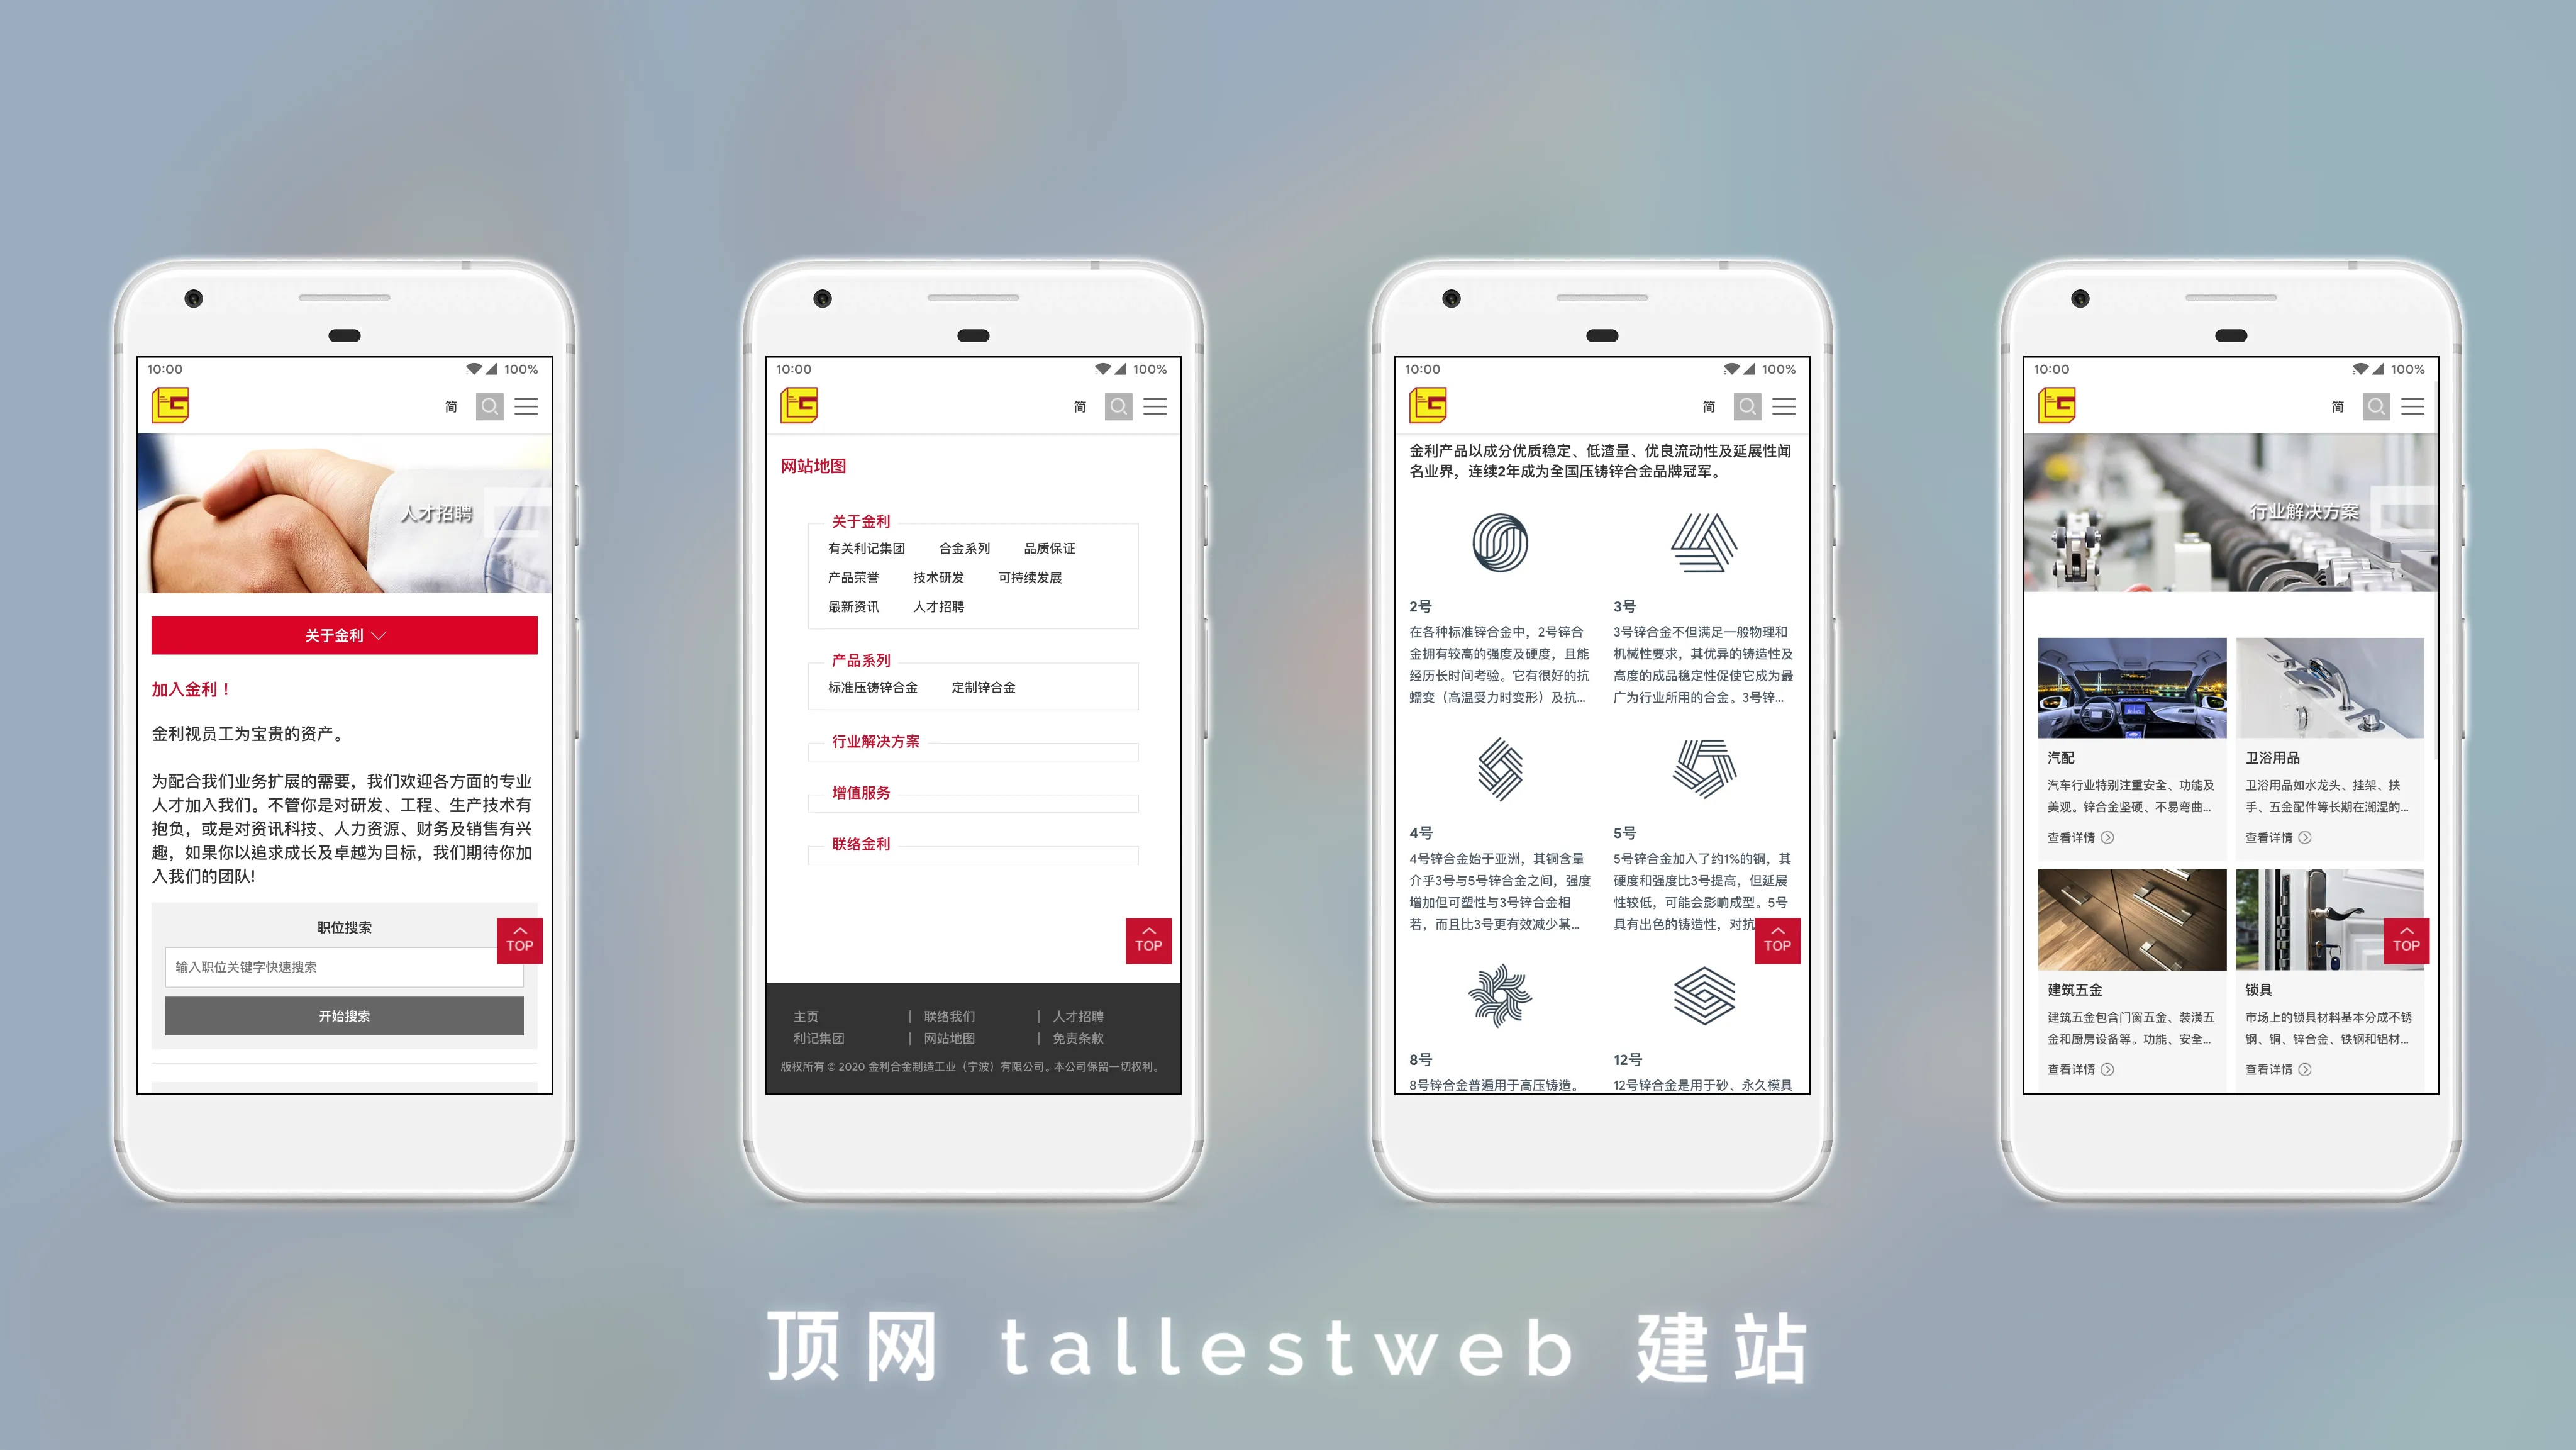 10:00
100%
简
人才招聘
关于金利
加入金利！
金利视员工为宝贵的资产。
为配合我们业务扩展的需要，我们欢迎各方面的专业
人才加入我们。不管你是对研发、工程、生产技术有
抱负，或是对资讯科技、人力资源、财务及销售有兴
趣，如果你以追求成长及卓越为目标，我们期待你加
入我们的团队!
职位搜索
TOP
输入职位关键字快速搜索
开始搜索
10:00
100%
简
网站地图
关于金利
有关利记集团 合金系列 品质保证
产品荣誉 技术研发 可持续发展
最新资讯 人才招聘
产品系列
标准压铸锌合金 定制锌合金
行业解决方案
增值服务
联络金利
TOP
主页 | 联络我们 | 人才招聘
利记集团 | 网站地图 | 免责条款
版权所有 © 2020 金利合金制造工业（宁波）有限公司。本公司保留一切权利。
10:00
100%
简
金利产品以成分优质稳定、低渣量、优良流动性及延展性闻
名业界，连续2年成为全国压铸锌合金品牌冠军。
2号
在各种标准锌合金中，2号锌合
金拥有较高的强度及硬度，且能
经历长时间考验。它有很好的抗
蠕变（高温受力时变形）及抗...
3号
3号锌合金不但满足一般物理和
机械性要求，其优异的铸造性及
高度的成品稳定性促使它成为最
广为行业所用的合金。3号锌...
4号
4号锌合金始于亚洲，其铜含量
介乎3号与5号锌合金之间，强度
增加但可塑性与3号锌合金相
若，而且比3号更有效减少某...
5号
5号锌合金加入了约1%的铜，其
硬度和强度比3号提高，但延展
性较低，可能会影响成型。5号
具有出色的铸造性，对抗
TOP
8号
8号锌合金普遍用于高压铸造。
12号
12号锌合金是用于砂、永久模具
10:00
100%
简
行业解决方案
汽配
汽车行业特别注重安全、功能及
美观。锌合金坚硬、不易弯曲...
查看详情
卫浴用品
卫浴用品如水龙头、挂架、扶
手、五金配件等长期在潮湿的...
查看详情
TOP
建筑五金
建筑五金包含门窗五金、装潢五
金和厨房设备等。功能、安全...
查看详情
锁具
市场上的锁具材料基本分成不锈
钢、铜、锌合金、铁钢和铝材...
查看详情
顶网 tallestweb 建站